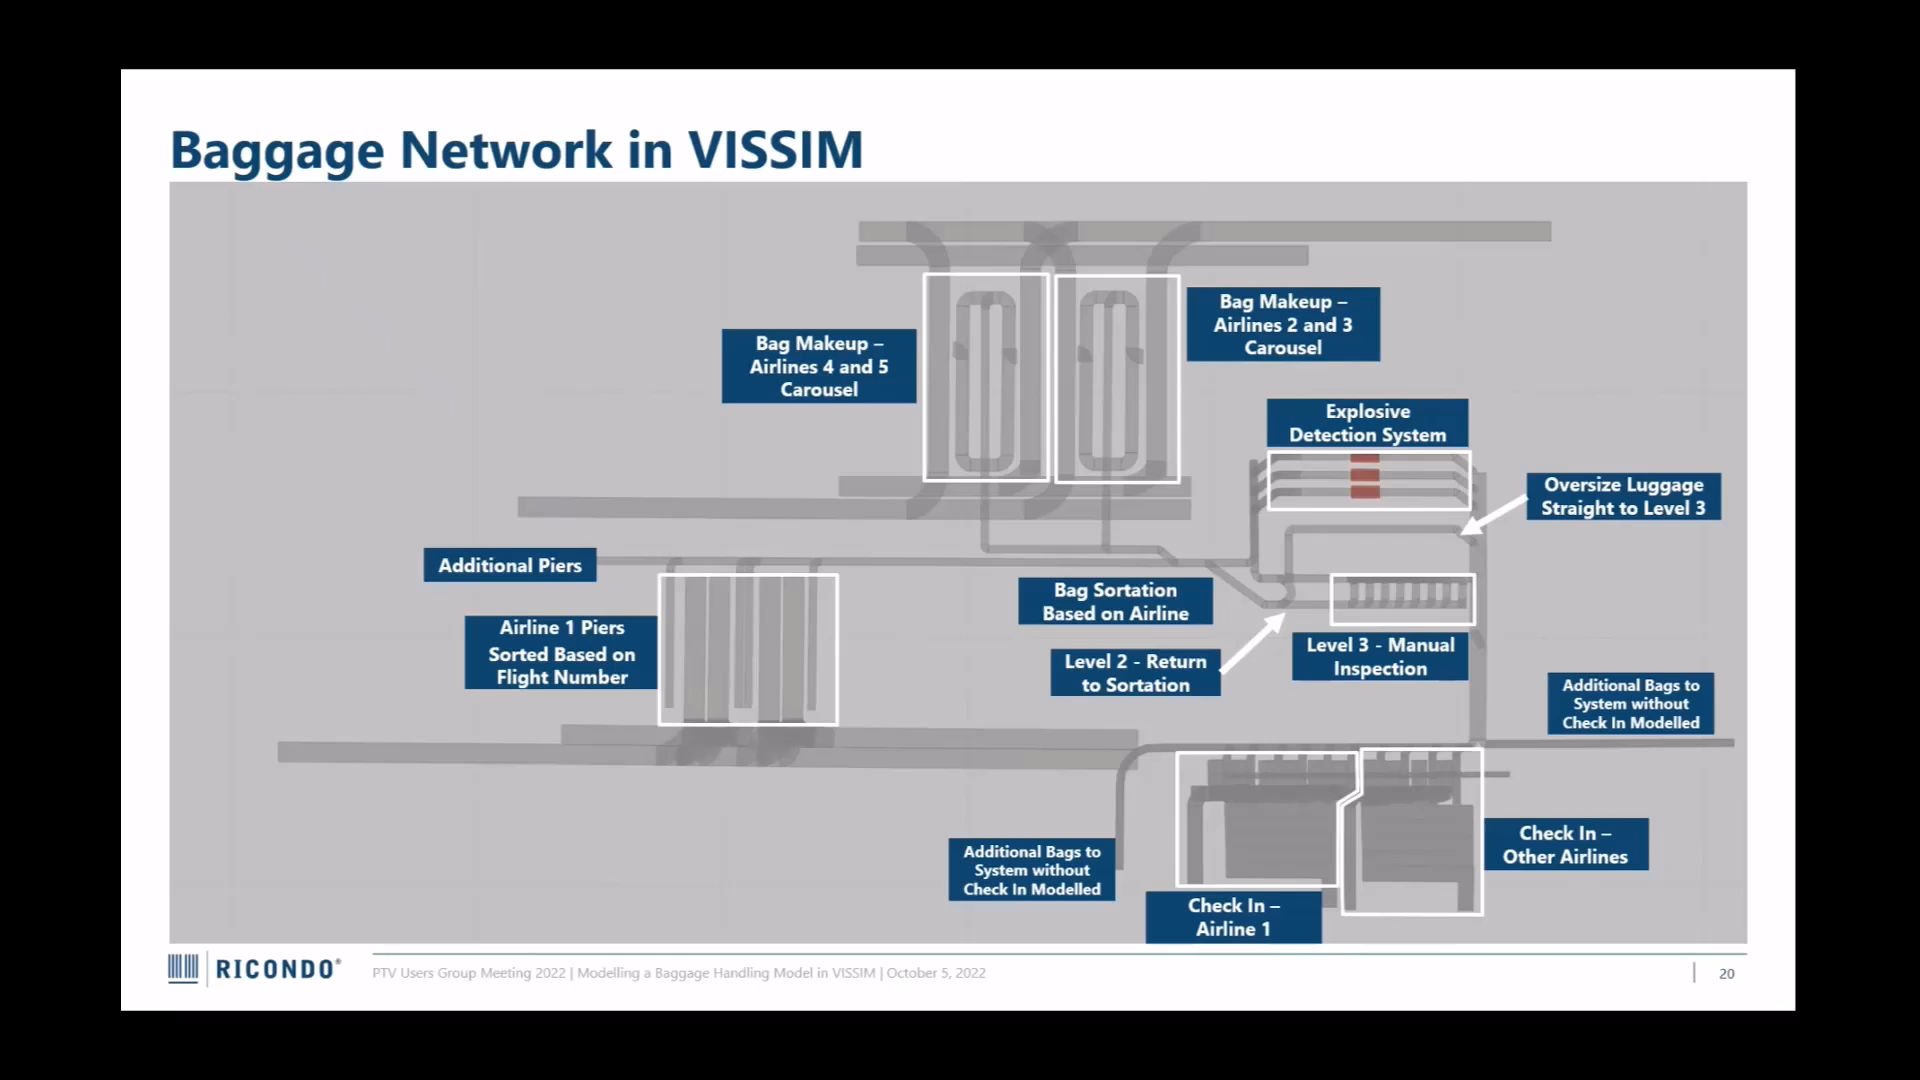 Baggage Network in VISSIM
Bag Makeup –
Airlines 2 and 3
Carousel
Bag Makeup –
Airlines 4 and 5
Carousel
Explosive
Detection System
Oversize Luggage
Straight to Level 3
Additional Piers
Bag Sortation
Based on Airline
Airline 1 Piers
Sorted Based on
Flight Number
Level 2 - Return
to Sortation
Level 3 - Manual
Inspection
Additional Bags to
System without
Check In Modelled
Check In –
Other Airlines
Additional Bags to
System without
Check In Modelled
Check In –
Airline 1
RICONDO®
PTV Users Group Meeting 2022 | Modelling a Baggage Handling Model in VISSIM | October 5, 2022
20